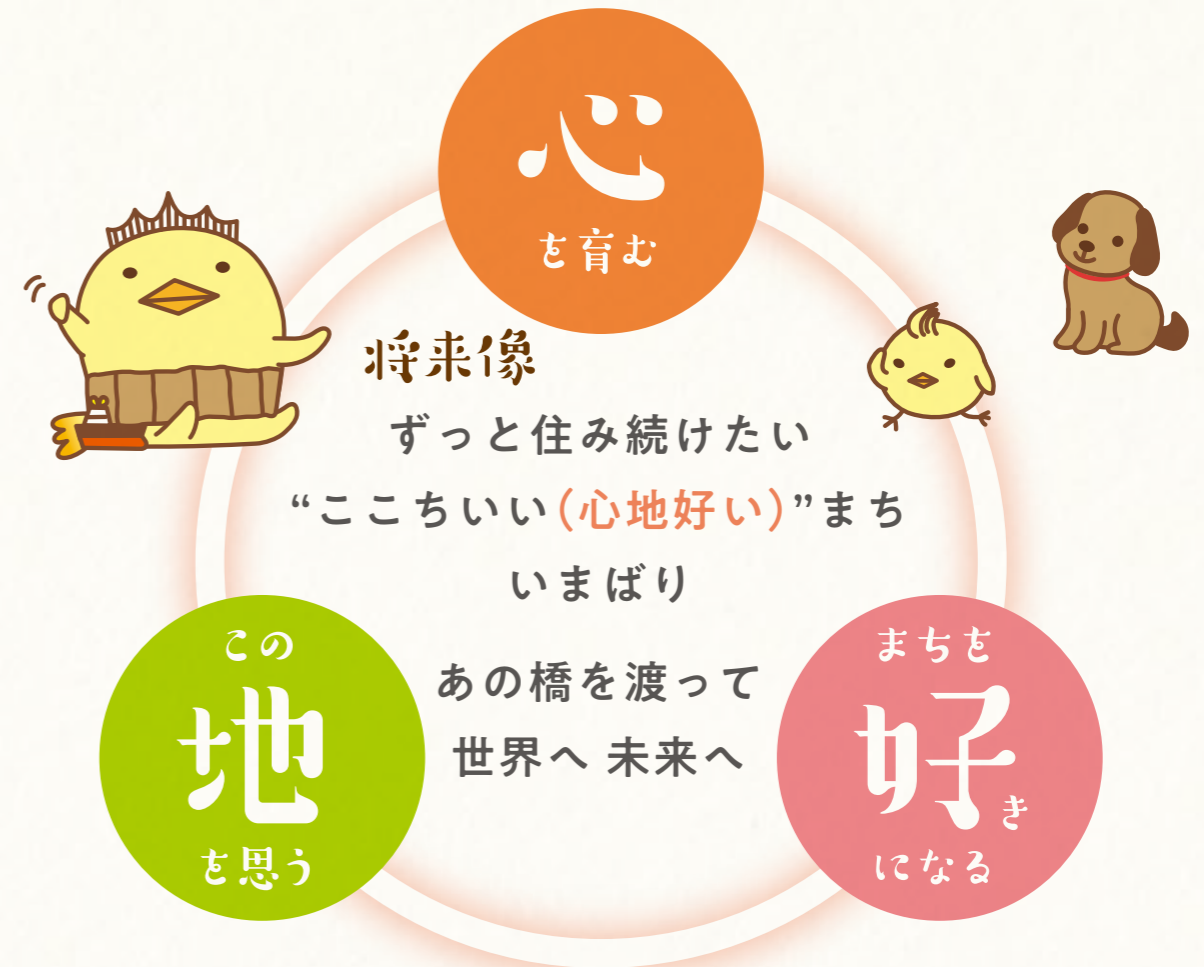 心
を育む
将来像
ずっと住み続けたい
“ここちいい(心地好い)”まち
いまばり
あの橋を渡って
世界へ 未来へ
この
地
を思う
まちを
好き
になる